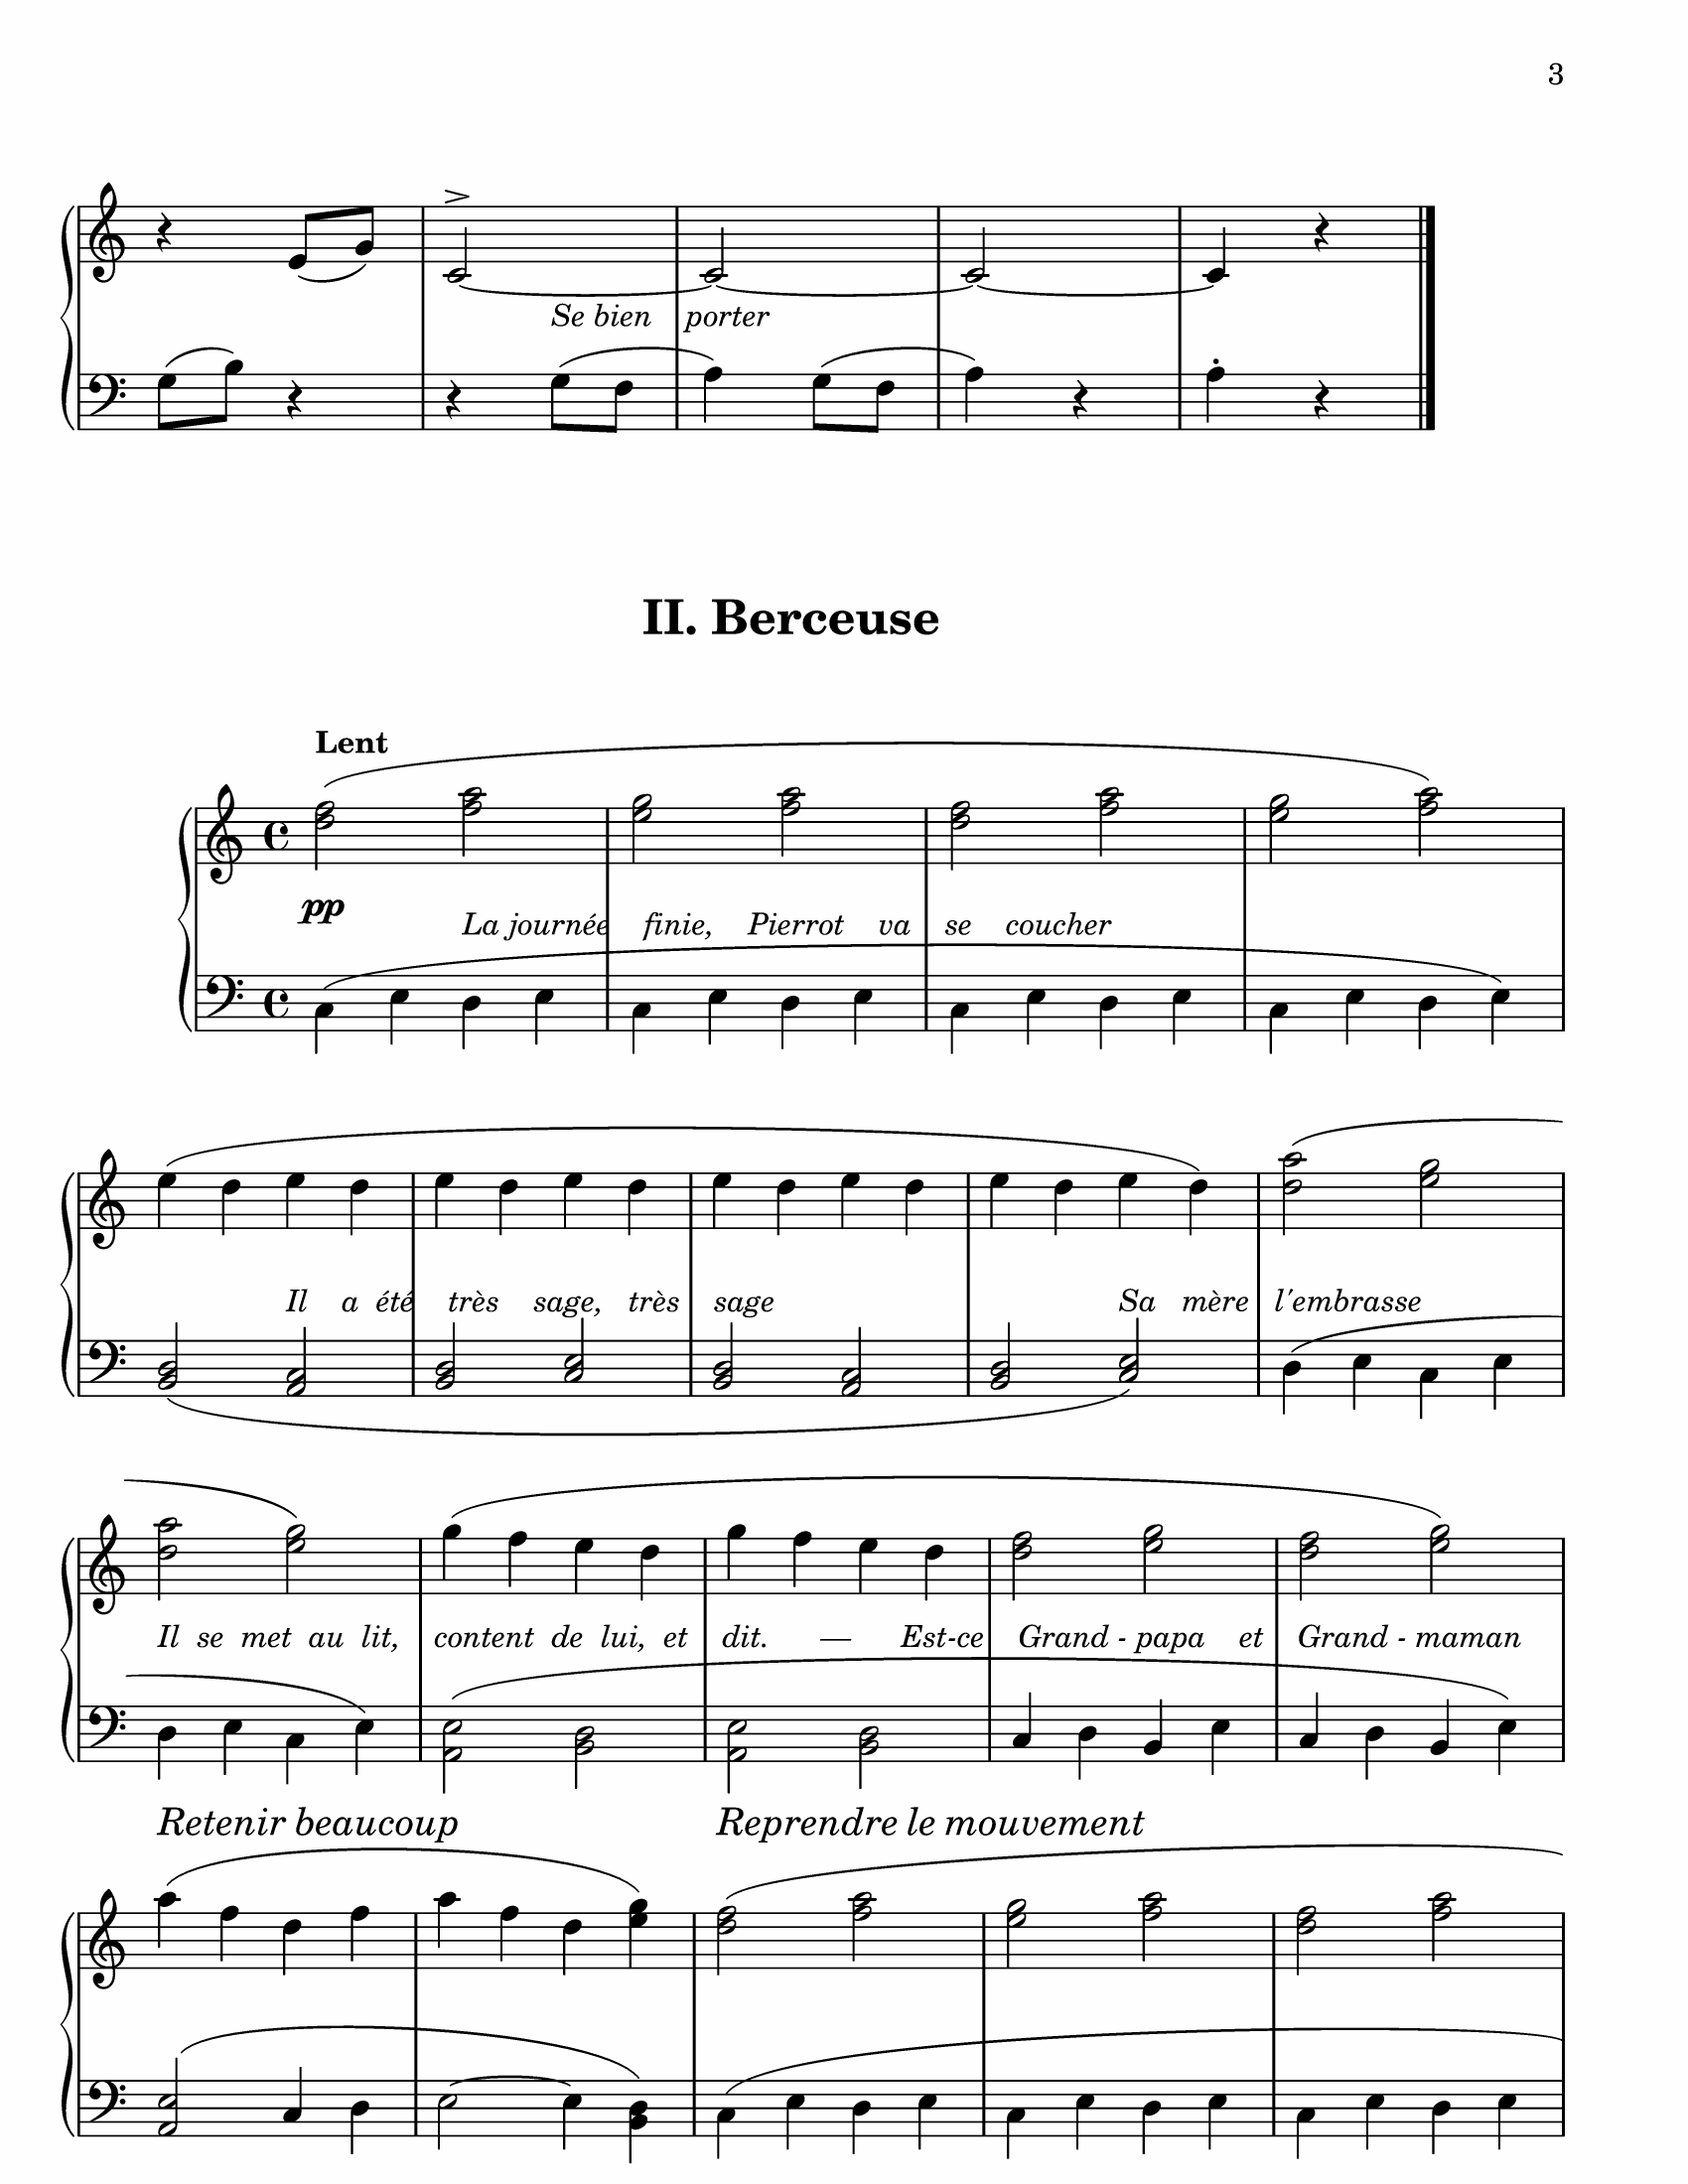 3
Se bien porter
II. Berceuse
Lent
pp
La journée finie, Pierrot va se coucher
Il a été très sage, très sage Sa mère l'embrasse
Il se met au lit, content de lui, et dit. — Est-ce Grand - papa et Grand - maman
Retenir beaucoup Reprendre le mouvement